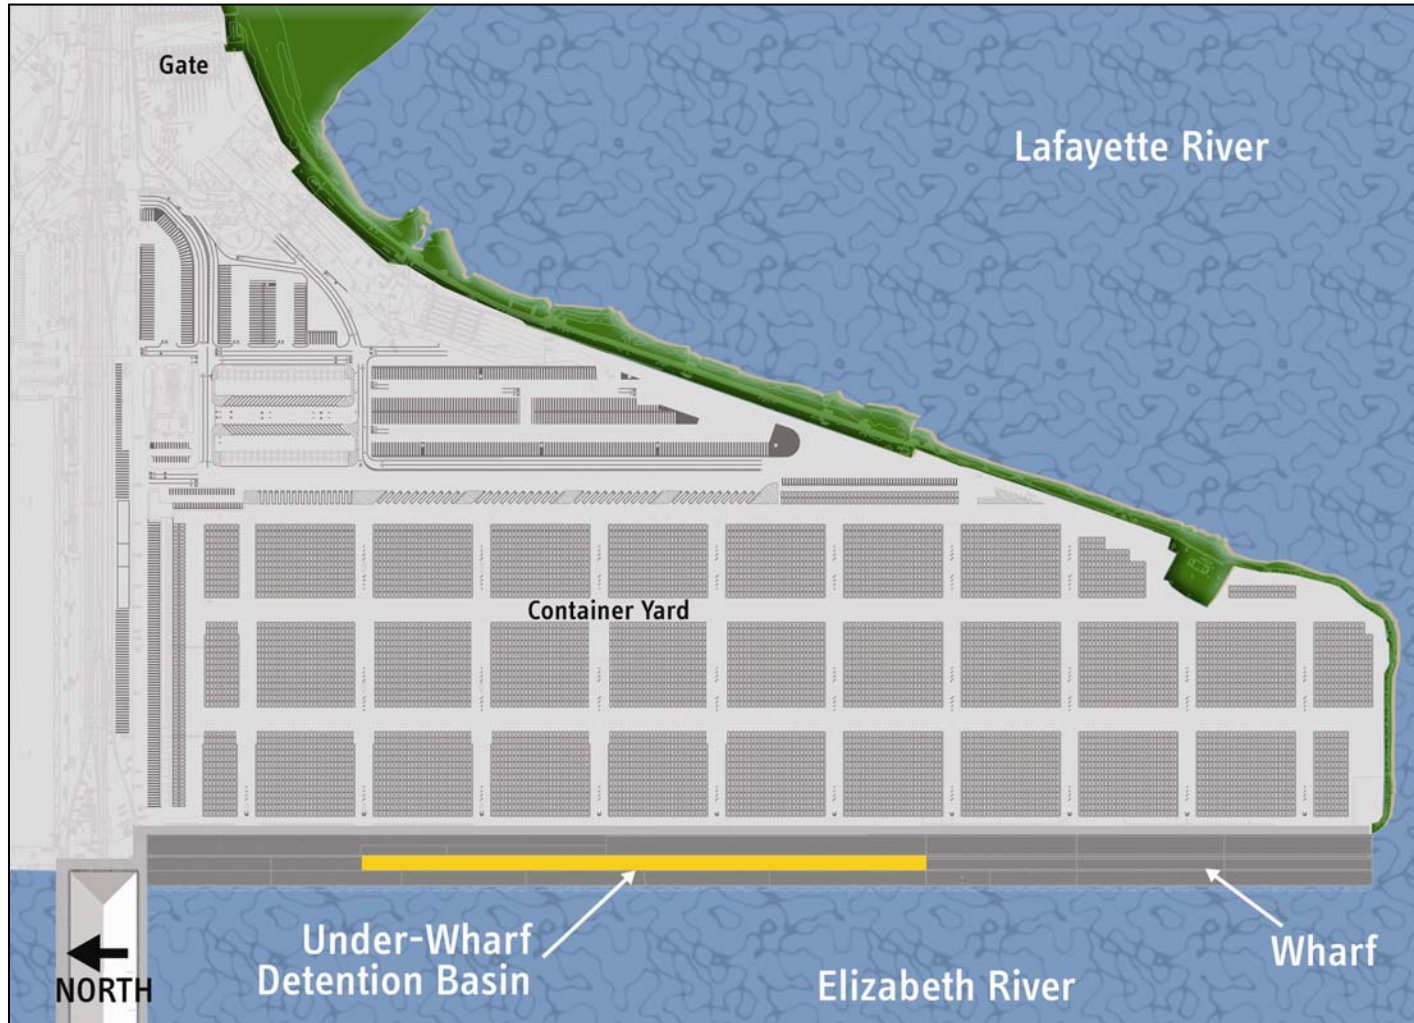 Gate
Lafayette River
Container Yard
Under-Wharf
Detention Basin
Wharf
NORTH
Elizabeth River